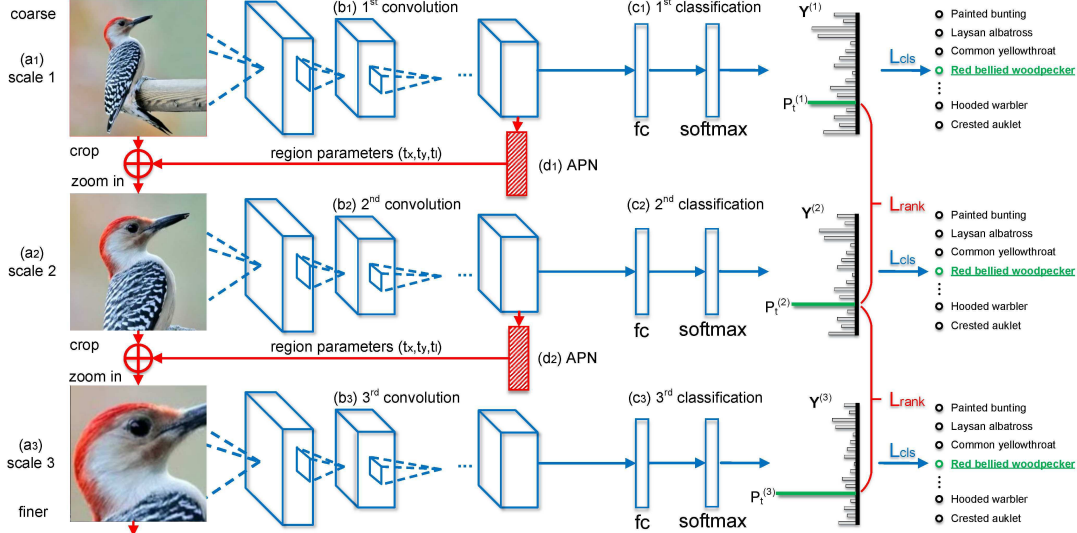 coarse
(a1)
scale 1
(b1) 1st convolution
(c1) 1st classification
Y(1)
Pt(1)
Lcls
Painted bunting
Laysan albatross
Common yellowthroat
Red bellied woodpecker
Hooded warbler
Crested auklet
...
fc
softmax
crop
region parameters (tx,ty,tl)
(d1) APN
zoom in
Lrank
(a2)
scale 2
(b2) 2nd convolution
(c2) 2nd classification
Y(2)
Pt(2)
Lcls
Painted bunting
Laysan albatross
Common yellowthroat
Red bellied woodpecker
Hooded warbler
Crested auklet
...
fc
softmax
crop
region parameters (tx,ty,tl)
(d2) APN
zoom in
Lrank
(a3)
scale 3
finer
(b3) 3rd convolution
(c3) 3rd classification
Y(3)
Pt(3)
Lcls
Painted bunting
Laysan albatross
Common yellowthroat
Red bellied woodpecker
Hooded warbler
Crested auklet
...
fc
softmax